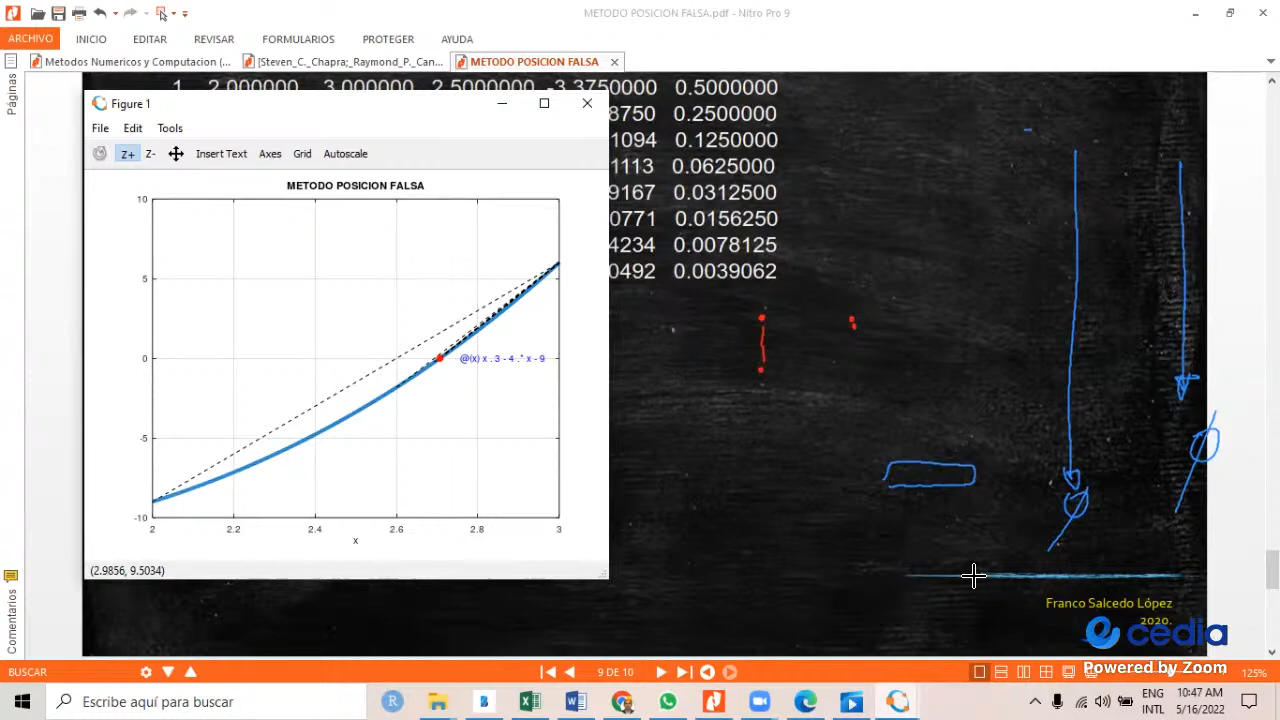 METODO POSICION FALSA.pdf - Nitro Pro 9
ARCHIVO INICIO EDITAR REVISAR FORMULARIOS PROTEGER AYUDA
Metodos Numericos y Computacion (... [Steven_C._Chapra;_Raymond_P._Can... METODO POSICION FALSA
Páginas
1 2.000000 3.000000 2.5000000 -3.3750000 0.5000000
8750 0.2500000
1094 0.1250000
1113 0.0625000
9167 0.0312500
0771 0.0156250
4234 0.0078125
0492 0.0039062
Figure 1
File Edit Tools
Z+ Z- Insert Text Axes Grid Autoscale
METODO POSICION FALSA
10
5
0
-5
-10
@(x) x . 3 - 4 .* x - 9
2 2.2 2.4 2.6 2.8 3
x
(2.9856, 9.5034)
Comentarios
Franco Salcedo López
2020.
cedia
Powered by Zoom
BUSCAR 9 DE 10 125%
Escribe aquí para buscar
ENG
INTL
10:47 AM
5/16/2022